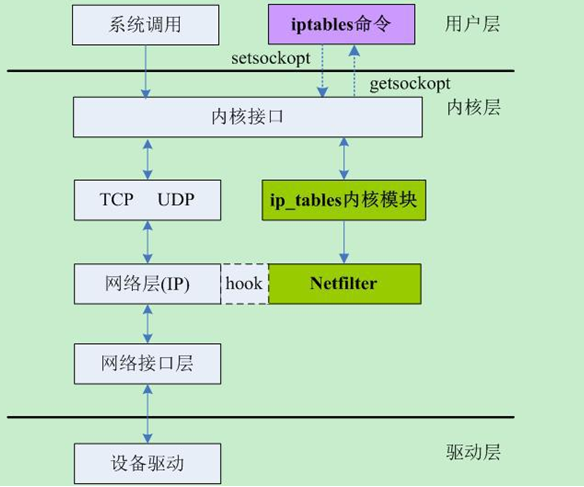 系统调用
iptables命令
用户层
setsockopt
getsockopt
内核层
内核接口
TCP UDP
ip_tables内核模块
网络层(IP)
hook
Netfilter
网络接口层
设备驱动
驱动层